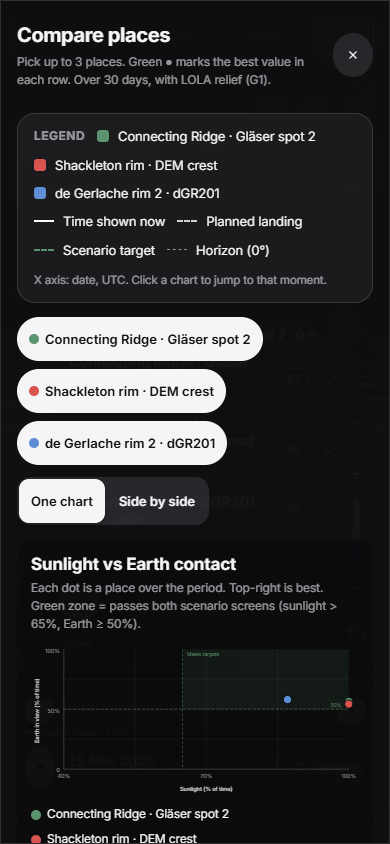 Compare places
Pick up to 3 places. Green ● marks the best value in
each row. Over 30 days, with LOLA relief (G1).
×
LEGEND Connecting Ridge · Gläser spot 2
Shackleton rim · DEM crest
de Gerlache rim 2 · dGR201
Time shown now Planned landing
Scenario target Horizon (0°)
X axis: date, UTC. Click a chart to jump to that moment.
Connecting Ridge · Gläser spot 2
Shackleton rim · DEM crest
de Gerlache rim 2 · dGR201
One chart Side by side
Sunlight vs Earth contact
Each dot is a place over the period. Top-right is best.
Green zone = passes both scenario screens (sunlight >
65%, Earth ≥ 50%).
100%
Meets targets
Earth in view (% of time)
50%
50%
0
40% 70% 100%
Sunlight (% of time)
Connecting Ridge · Gläser spot 2
Shackleton rim · DEM crest